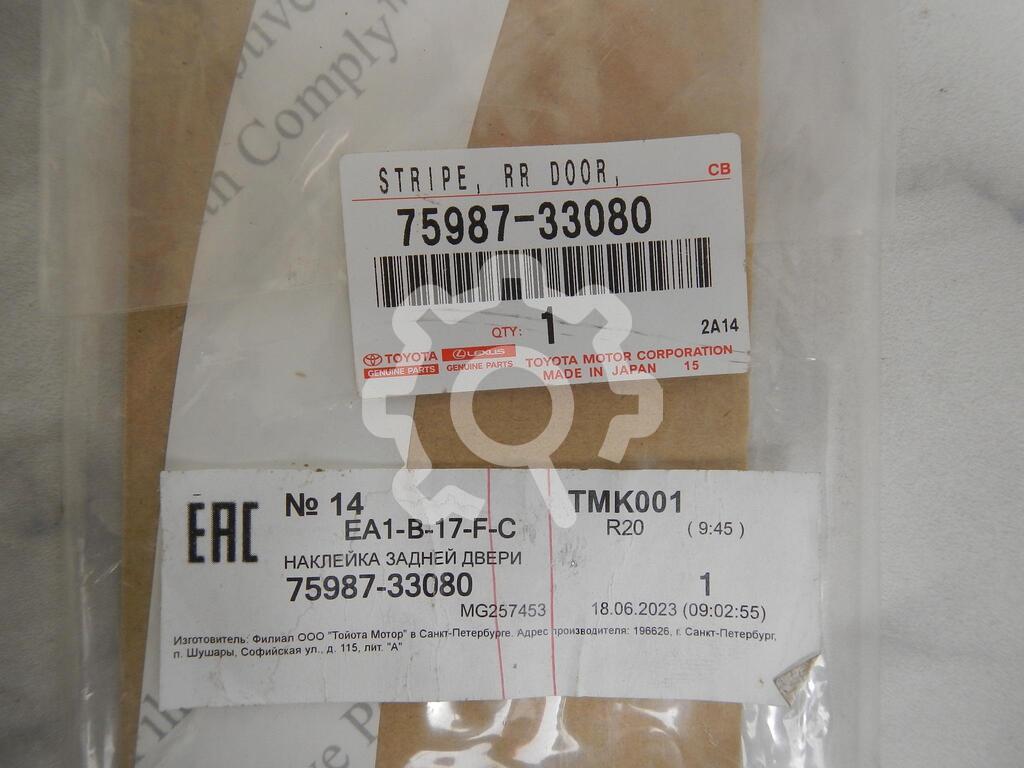 Comply"
STRIPE, RR DOOR,
CB
75987-33080
QTY: 1
2A14
TOYOTA
GENUINE PARTS
LEXUS
GENUINE PARTS
TOYOTA MOTOR CORPORATION
MADE IN JAPAN 15
EAC
№ 14
TMK001
EA1-B-17-F-C
R20 ( 9:45 )
НАКЛЕЙКА ЗАДНЕЙ ДВЕРИ
75987-33080
1
MG257453
18.06.2023 (09:02:55)
Изготовитель: Филиал ООО "Тойота Мотор" в Санкт-Петербурге. Адрес производителя: 196626, г. Санкт-Петербург,
п. Шушары, Софийская ул., д. 115, лит. "А"